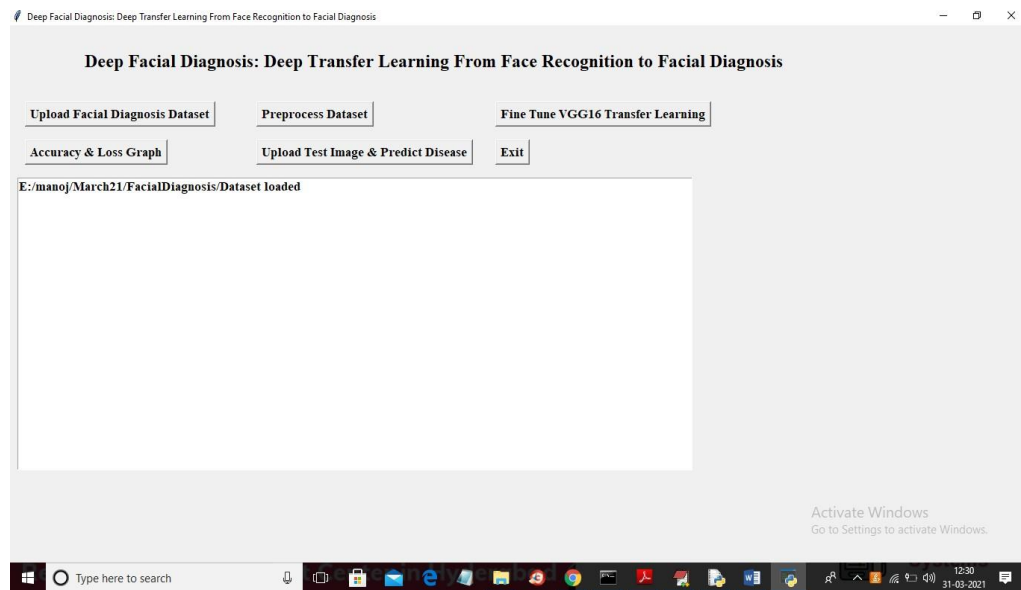 Deep Facial Diagnosis: Deep Transfer Learning From Face Recognition to Facial Diagnosis
Deep Facial Diagnosis: Deep Transfer Learning From Face Recognition to Facial Diagnosis
Upload Facial Diagnosis Dataset
Preprocess Dataset
Fine Tune VGG16 Transfer Learning
Accuracy & Loss Graph
Upload Test Image & Predict Disease
Exit
E:/manoj/March21/FacialDiagnosis/Dataset loaded
Activate Windows
Go to Settings to activate Windows.
Type here to search
12:30
31-03-2021